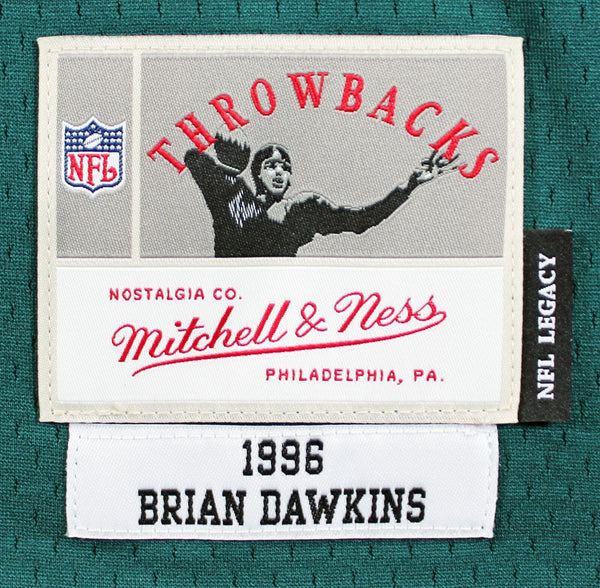 THROWBACKS
NFL
NOSTALGIA CO.
Mitchell & Ness
PHILADELPHIA, PA.
NFL LEGACY
1996
BRIAN DAWKINS